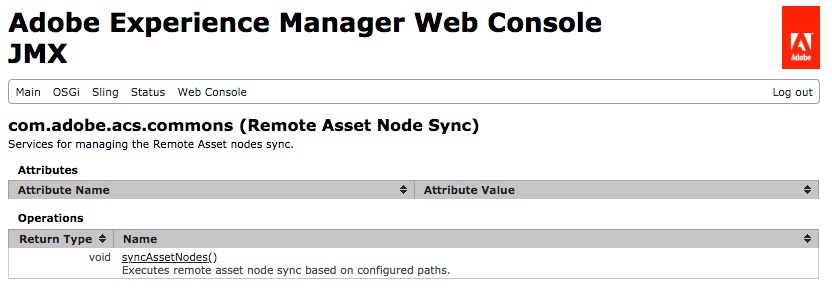 Adobe Experience Manager Web Console
JMX
Adobe
Main OSGi Sling Status Web Console Log out
com.adobe.acs.commons (Remote Asset Node Sync)
Services for managing the Remote Asset nodes sync.
Attributes
Attribute Name Attribute Value
Operations
Return Type Name
void syncAssetNodes()
Executes remote asset node sync based on configured paths.